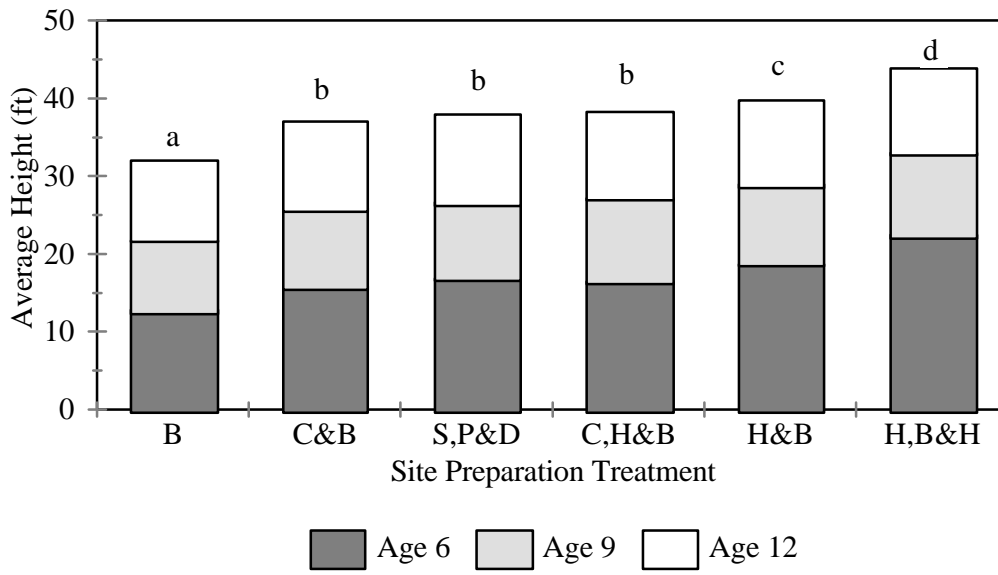 50
40
30
20
10
0
Average Height (ft)
a
b
b
b
c
d
B C&B S,P&D C,H&B H&B H,B&H
Site Preparation Treatment
Age 6 Age 9 Age 12